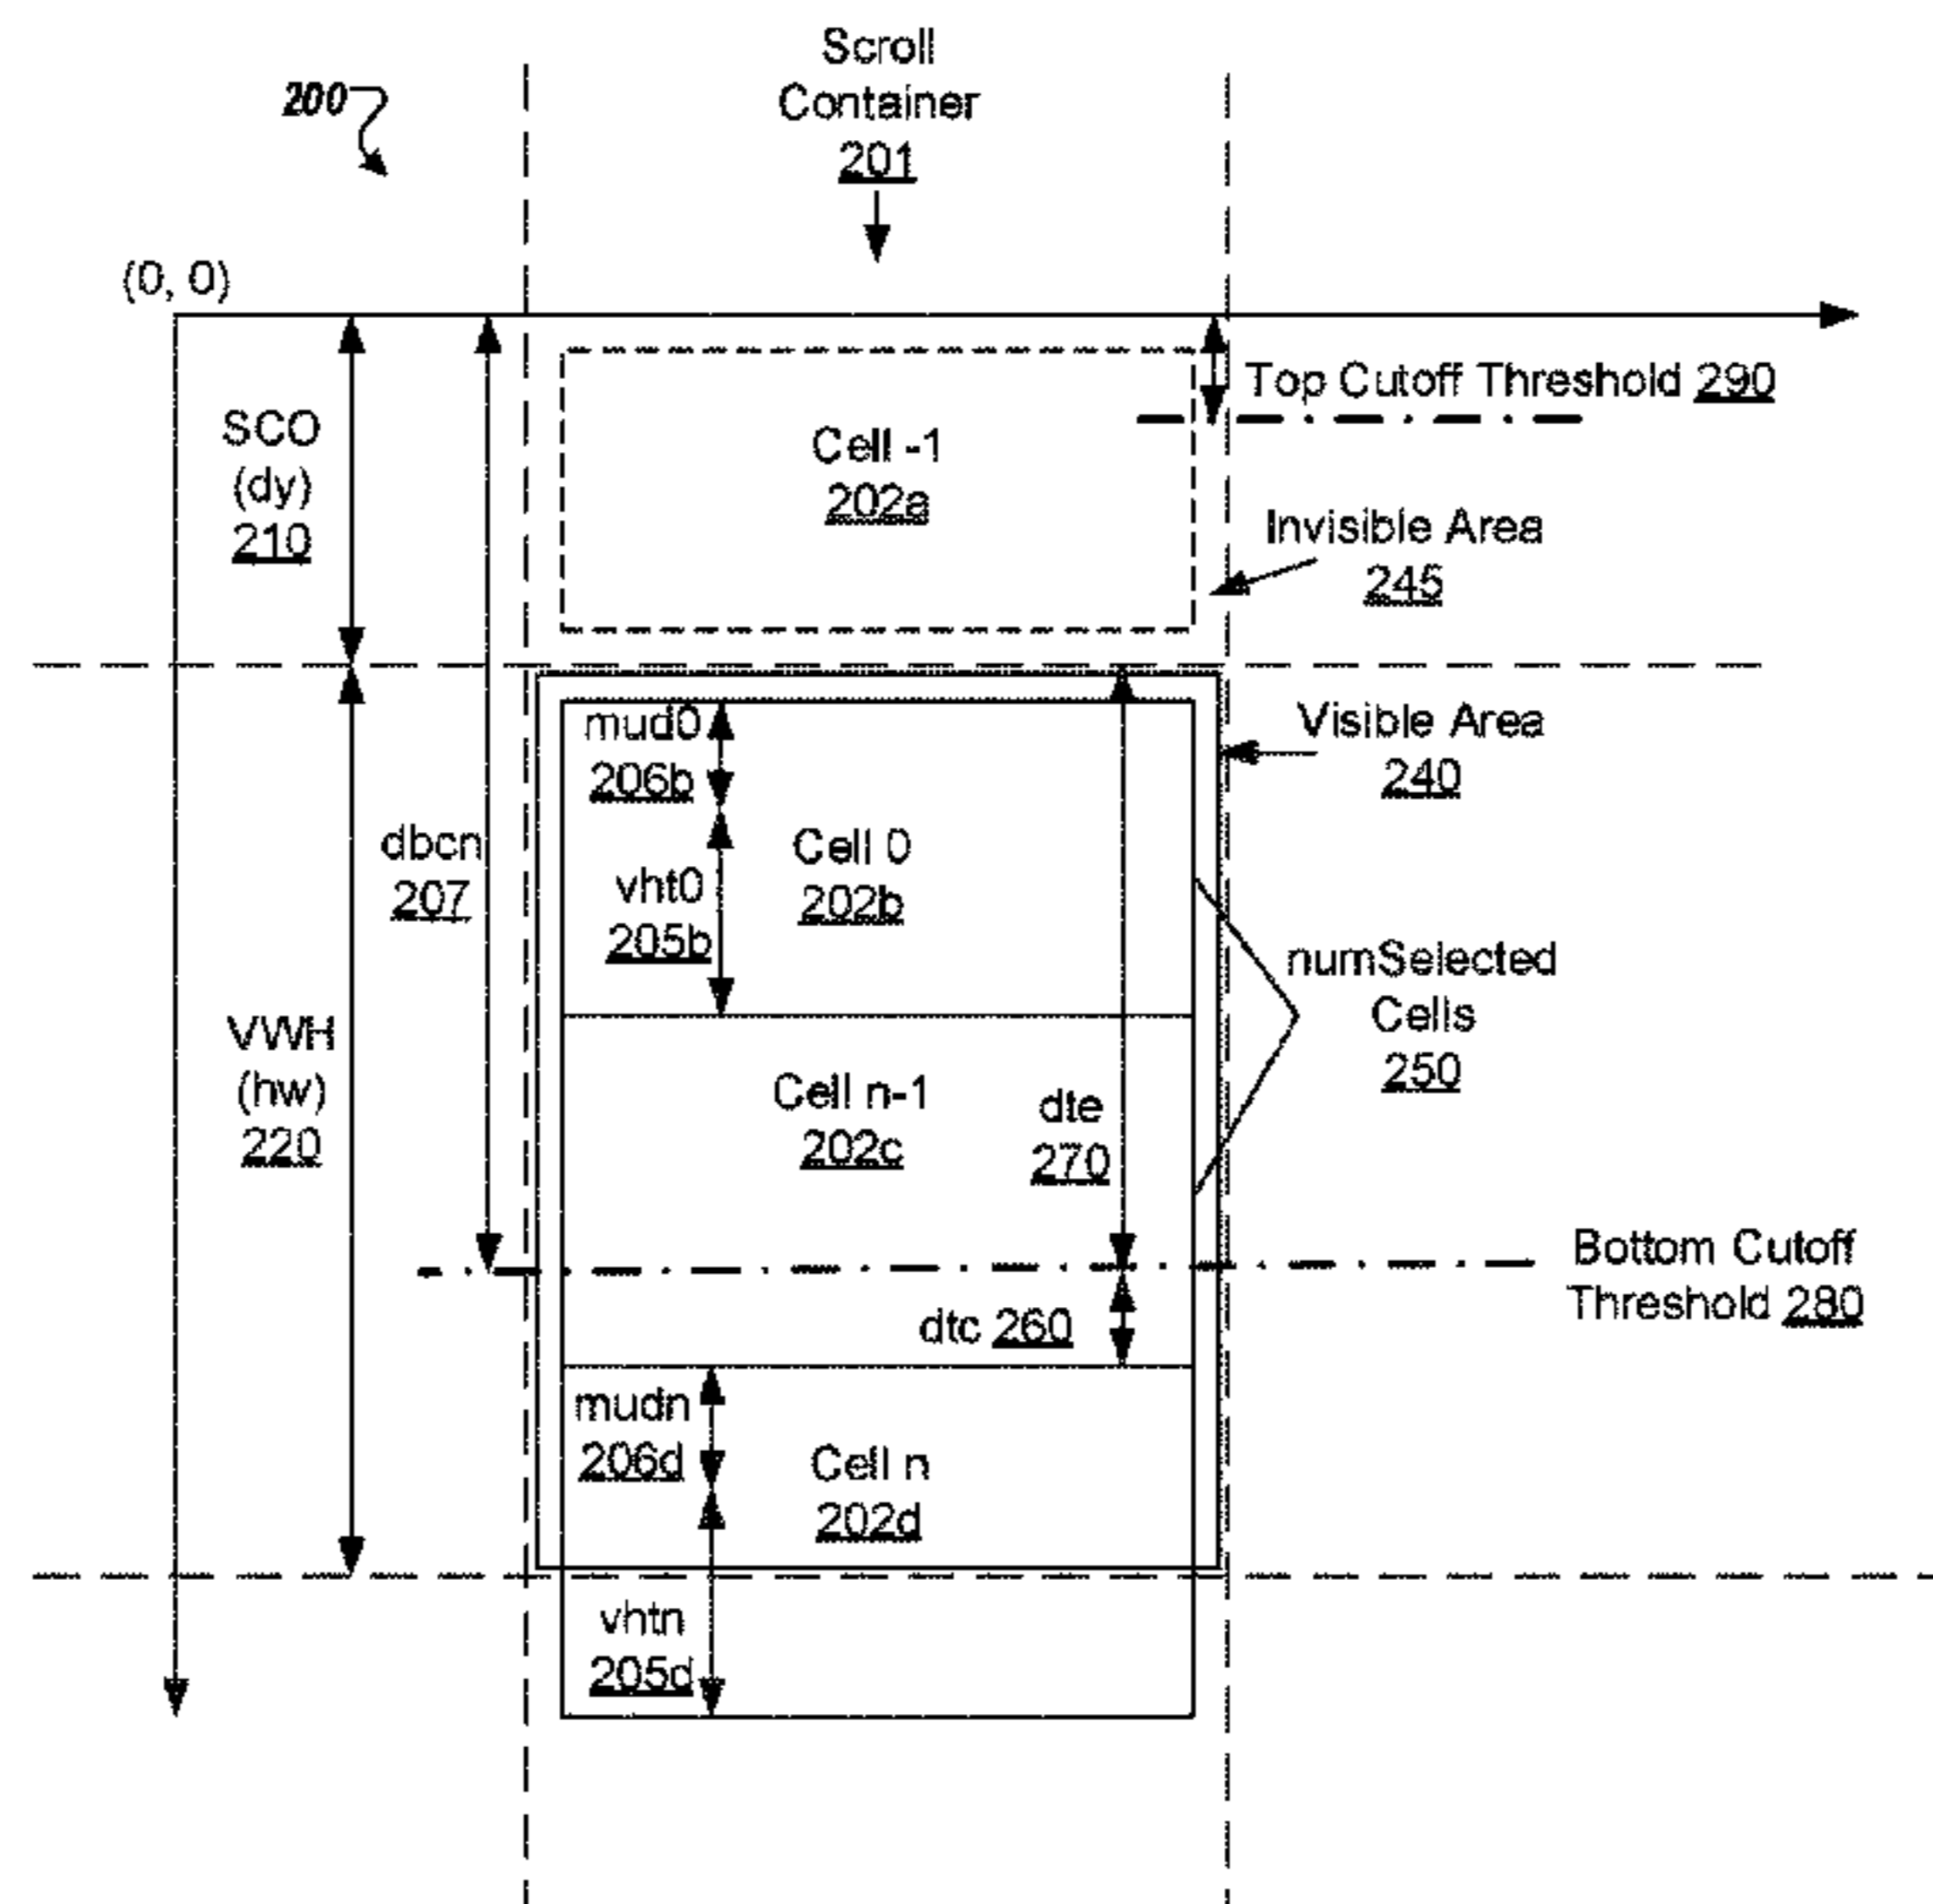 200
Scroll
Container
201
(0, 0)
Top Cutoff Threshold 290
SCO
(dy)
210
Cell -1
202a
Invisible Area
245
mud0
206b
Visible Area
240
dbcn
207
Cell 0
202b
vht0
205b
numSelected
Cells
250
VWH
(hw)
220
Cell n-1
202c
dte
270
Bottom Cutoff
Threshold 280
dtc 260
mudn
206d
Cell n
202d
vhtn
205d